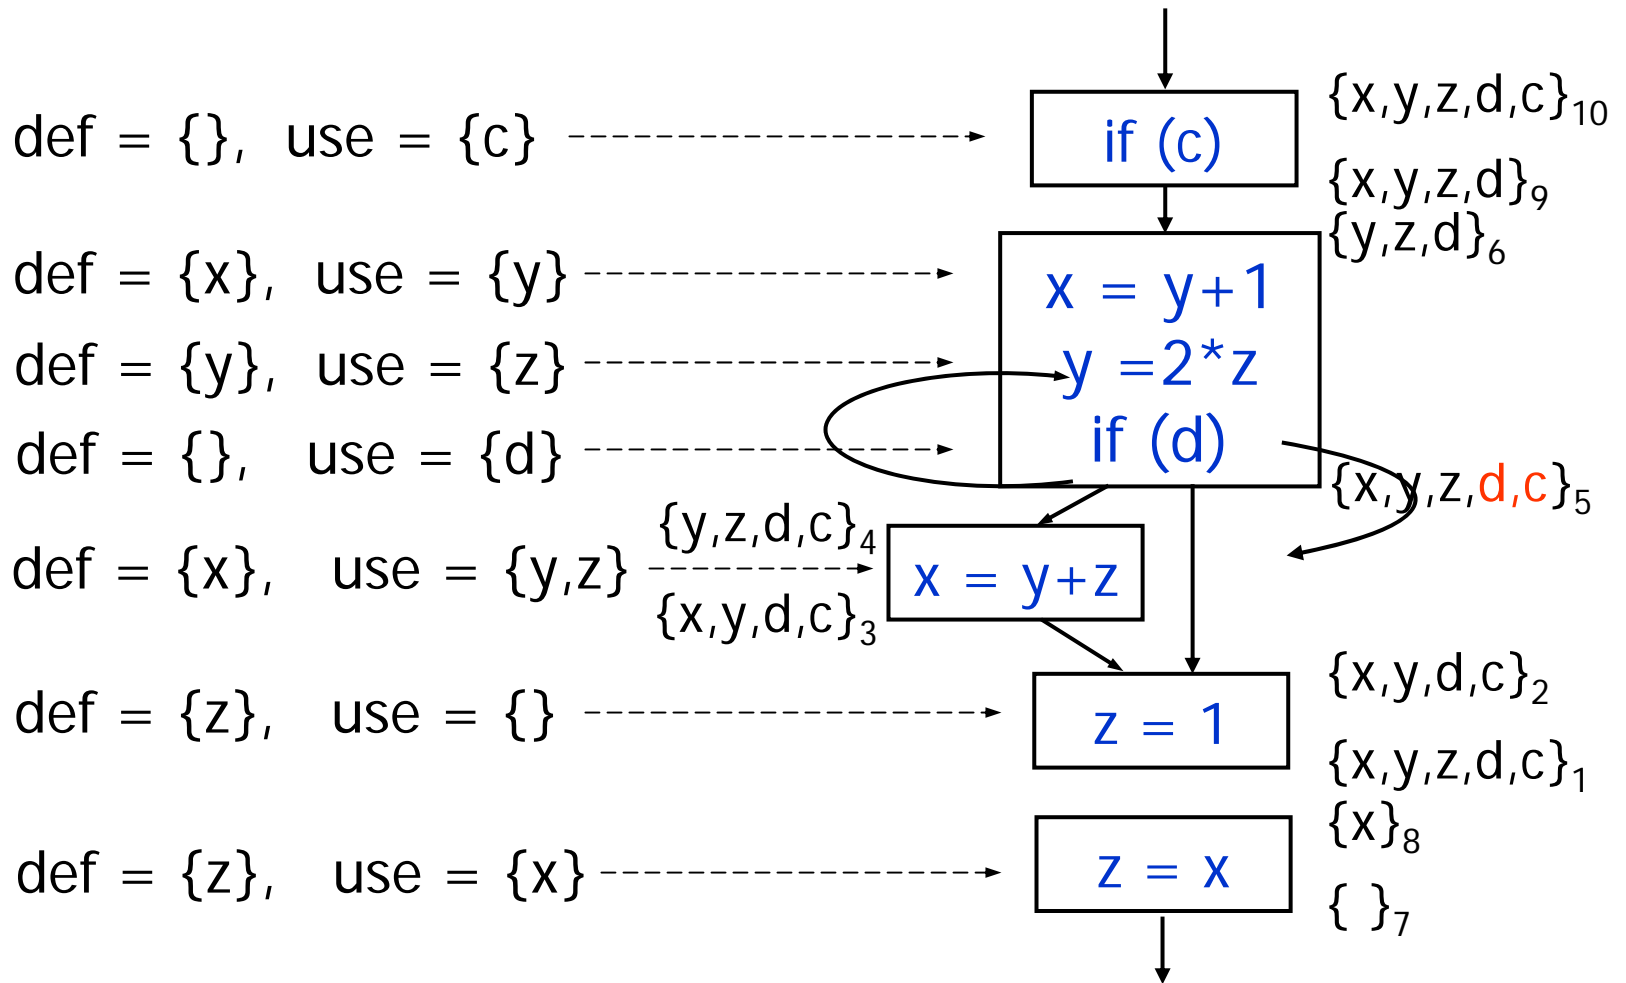 {x,y,z,d,c}10
def = {}, use = {c}
if (c)
{x,y,z,d}9
{y,z,d}6
def = {x}, use = {y}
x = y+1
def = {y}, use = {z}
y =2*z
def = {}, use = {d}
if (d)
{x,y,z,d,c}5
{y,z,d,c}4
def = {x}, use = {y,z}
x = y+z
{x,y,d,c}3
{x,y,d,c}2
def = {z}, use = {}
z = 1
{x,y,z,d,c}1
{x}8
def = {z}, use = {x}
z = x
{ }7